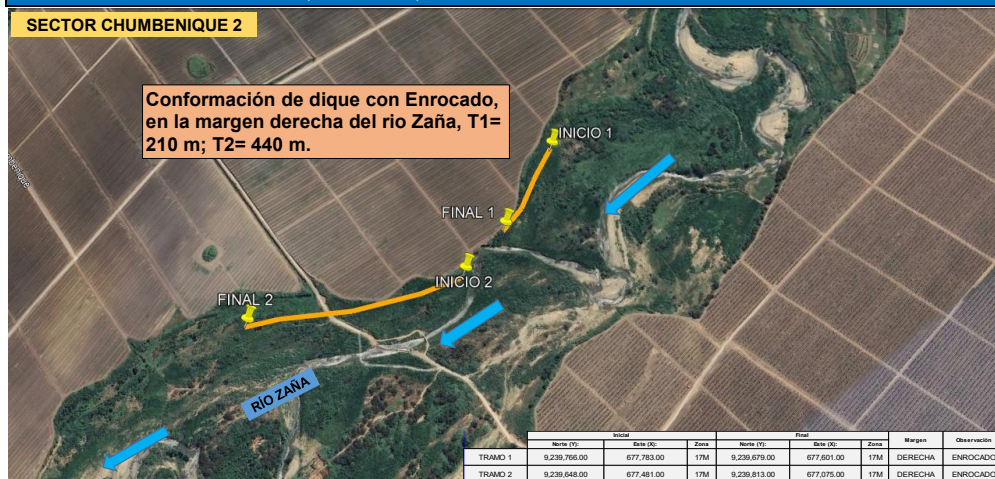 SECTOR CHUMBENIQUE 2
Conformación de dique con Enrocado,
en la margen derecha del rio Zaña, T1=
210 m; T2= 440 m.
INICIO 1
FINAL 1
INICIO 2
FINAL 2
RÍO ZAÑA
Inicial Final Margen Observación
Norte (Y): Este (X): Zona Norte (Y): Este (X): Zona
TRAMO 1 9,239,766.00 677,783.00 17M 9,239,679.00 677,601.00 17M DERECHA ENROCADO
TRAMO 2 9,239,648.00 677,481.00 17M 9,239,813.00 677,075.00 17M DERECHA ENROCADO